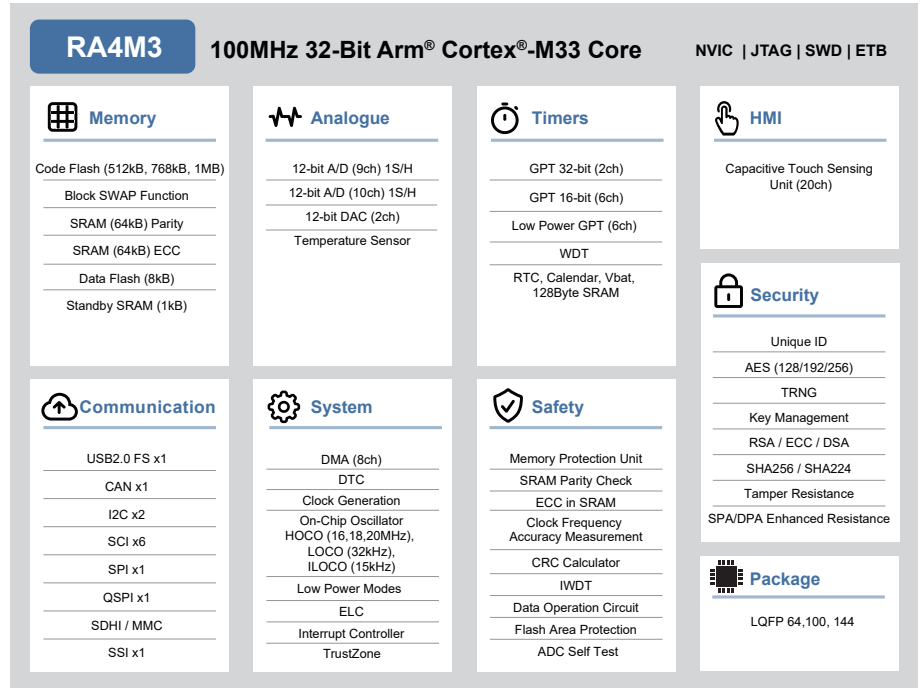 RA4M3
100MHz 32-Bit Arm® Cortex®-M33 Core
NVIC | JTAG | SWD | ETB
Memory
Code Flash (512kB, 768kB, 1MB)
Block SWAP Function
SRAM (64kB) Parity
SRAM (64kB) ECC
Data Flash (8kB)
Standby SRAM (1kB)
Analogue
12-bit A/D (9ch) 1S/H
12-bit A/D (10ch) 1S/H
12-bit DAC (2ch)
Temperature Sensor
Timers
GPT 32-bit (2ch)
GPT 16-bit (6ch)
Low Power GPT (6ch)
WDT
RTC, Calendar, Vbat,
128Byte SRAM
HMI
Capacitive Touch Sensing
Unit (20ch)
Security
Unique ID
AES (128/192/256)
TRNG
Key Management
RSA / ECC / DSA
SHA256 / SHA224
Tamper Resistance
SPA/DPA Enhanced Resistance
Communication
USB2.0 FS x1
CAN x1
I2C x2
SCI x6
SPI x1
QSPI x1
SDHI / MMC
SSI x1
System
DMA (8ch)
DTC
Clock Generation
On-Chip Oscillator
HOCO (16,18,20MHz),
LOCO (32kHz),
ILOCO (15kHz)
Low Power Modes
ELC
Interrupt Controller
TrustZone
Safety
Memory Protection Unit
SRAM Parity Check
ECC in SRAM
Clock Frequency
Accuracy Measurement
CRC Calculator
IWDT
Data Operation Circuit
Flash Area Protection
ADC Self Test
Package
LQFP 64,100, 144